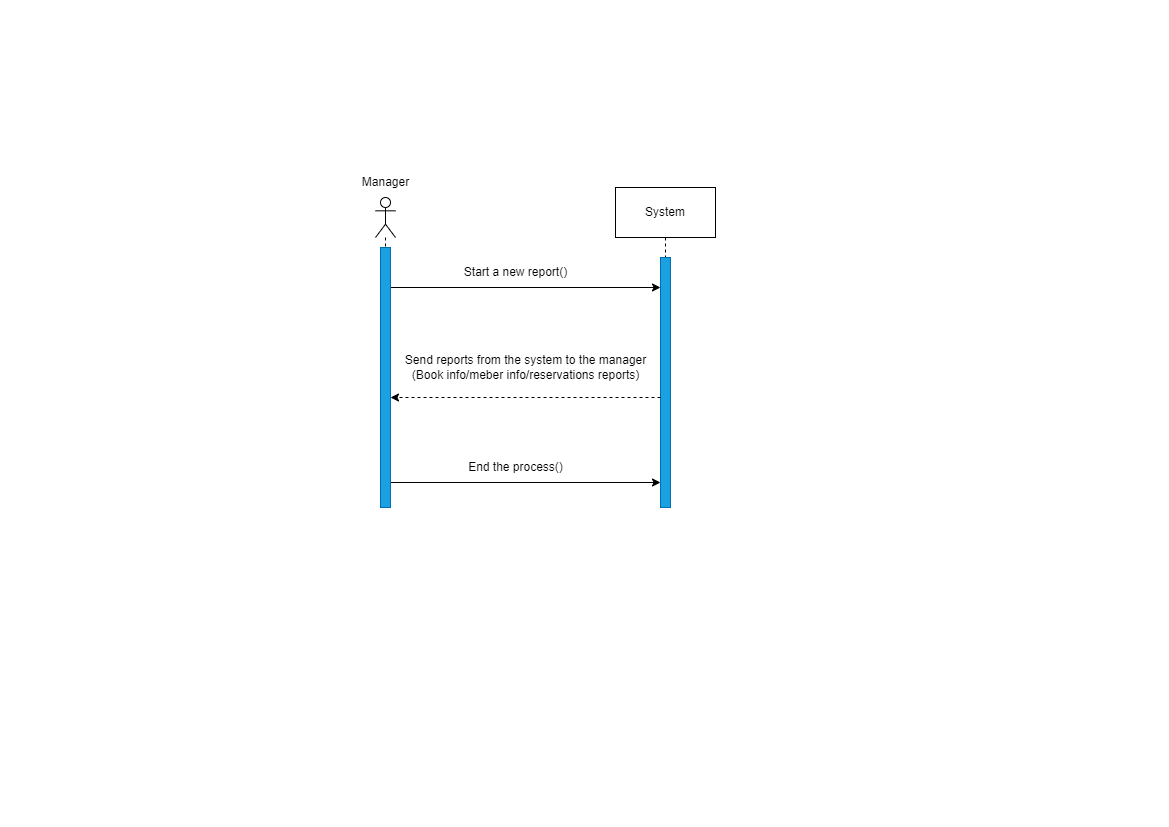 Manager
System
Start a new report()
Send reports from the system to the manager
(Book info/meber info/reservations reports)
End the process()